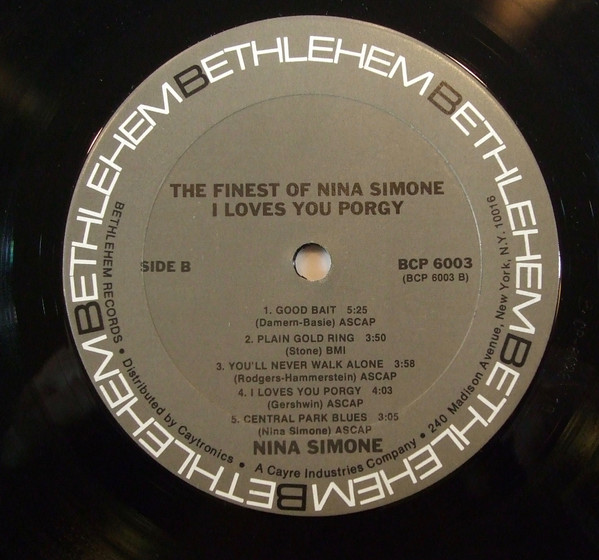 BETHLEHEM BETHLEHEM BETHLEHEM BETHLEHEM BETHLEHEM
THE FINEST OF NINA SIMONE
I LOVES YOU PORGY
SIDE B
BCP 6003
(BCP 6003 B)
1. GOOD BAIT 5:25
(Damern-Basie) ASCAP
2. PLAIN GOLD RING 3:50
(Stone) BMI
3. YOU'LL NEVER WALK ALONE 3:58
(Rodgers-Hammerstein) ASCAP
4. I LOVES YOU PORGY 4:03
(Gershwin) ASCAP
5. CENTRAL PARK BLUES 3:05
(Nina Simone) ASCAP
NINA SIMONE
BETHLEHEM RECORDS • Distributed by Caytronics • A Cayre Industries Company • 240 Madison Avenue, New York, N.Y. 10016